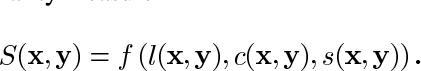 S(x, y) = f (l(x, y), c(x, y), s(x, y)) .